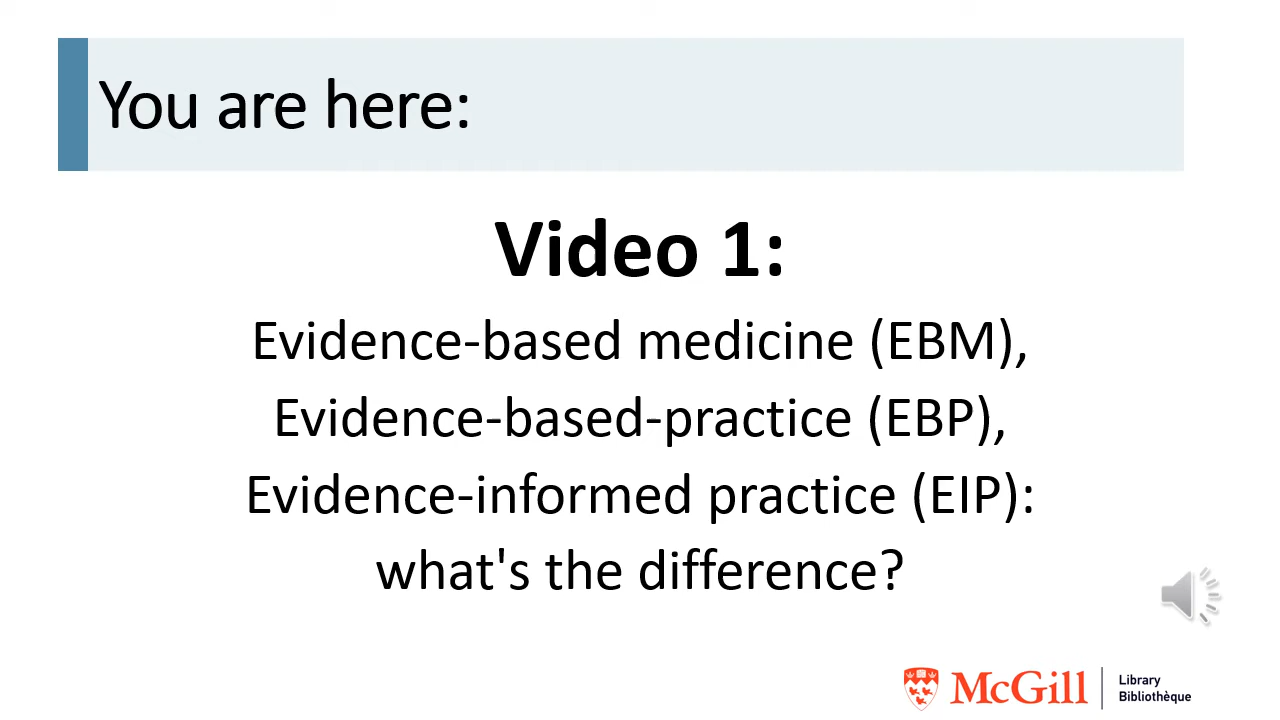 You are here:
Video 1:
Evidence-based medicine (EBM),
Evidence-based-practice (EBP),
Evidence-informed practice (EIP):
what's the difference?
McGill
Library
Bibliothèque